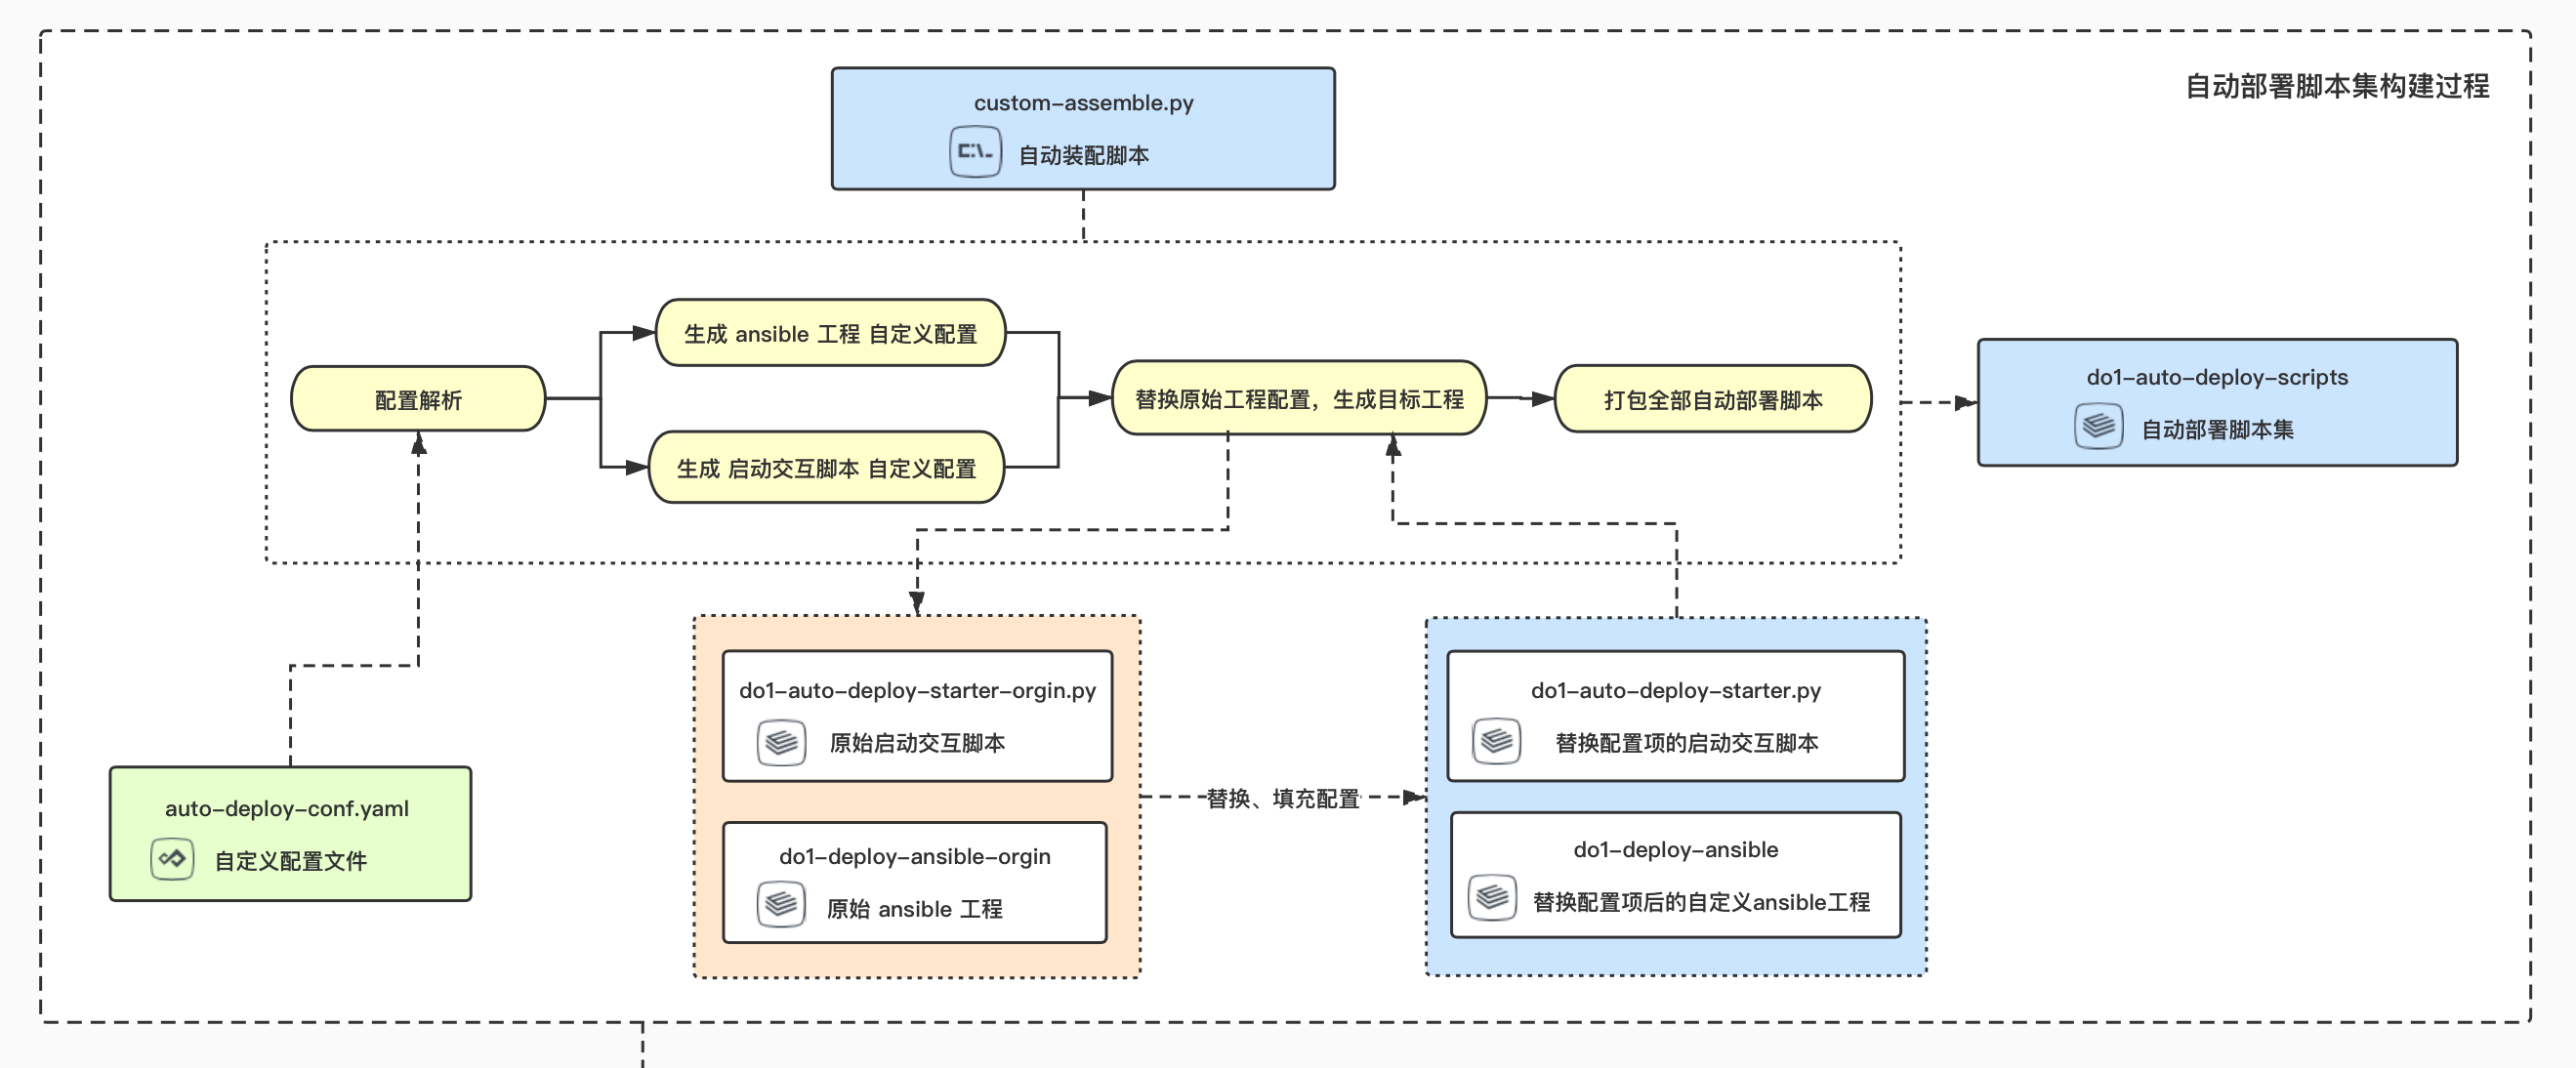 自动部署脚本集构建过程
custom-assemble.py
C:\_
自动装配脚本
生成 ansible 工程 自定义配置
配置解析
替换原始工程配置，生成目标工程
打包全部自动部署脚本
生成 启动交互脚本 自定义配置
do1-auto-deploy-scripts
自动部署脚本集
do1-auto-deploy-starter-orgin.py
原始启动交互脚本
do1-auto-deploy-starter.py
替换配置项的启动交互脚本
替换、填充配置
auto-deploy-conf.yaml
自定义配置文件
do1-deploy-ansible-orgin
原始 ansible 工程
do1-deploy-ansible
替换配置项后的自定义ansible工程